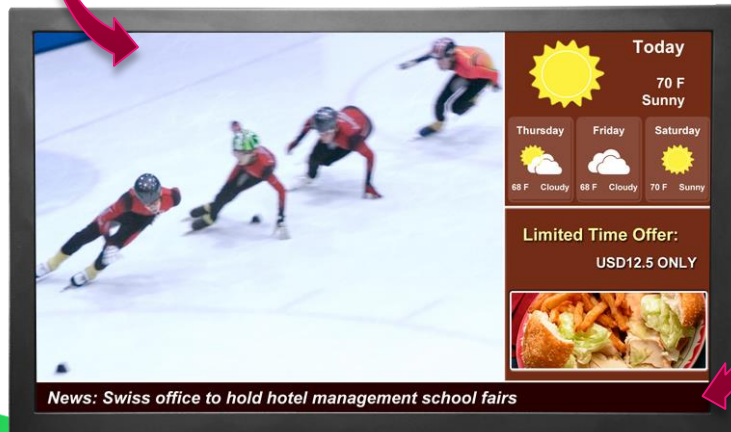 Today
70 F
Sunny
Thursday Friday Saturday
68 F Cloudy 68 F Cloudy 70 F Sunny
Limited Time Offer:
USD12.5 ONLY
News: Swiss office to hold hotel management school fairs